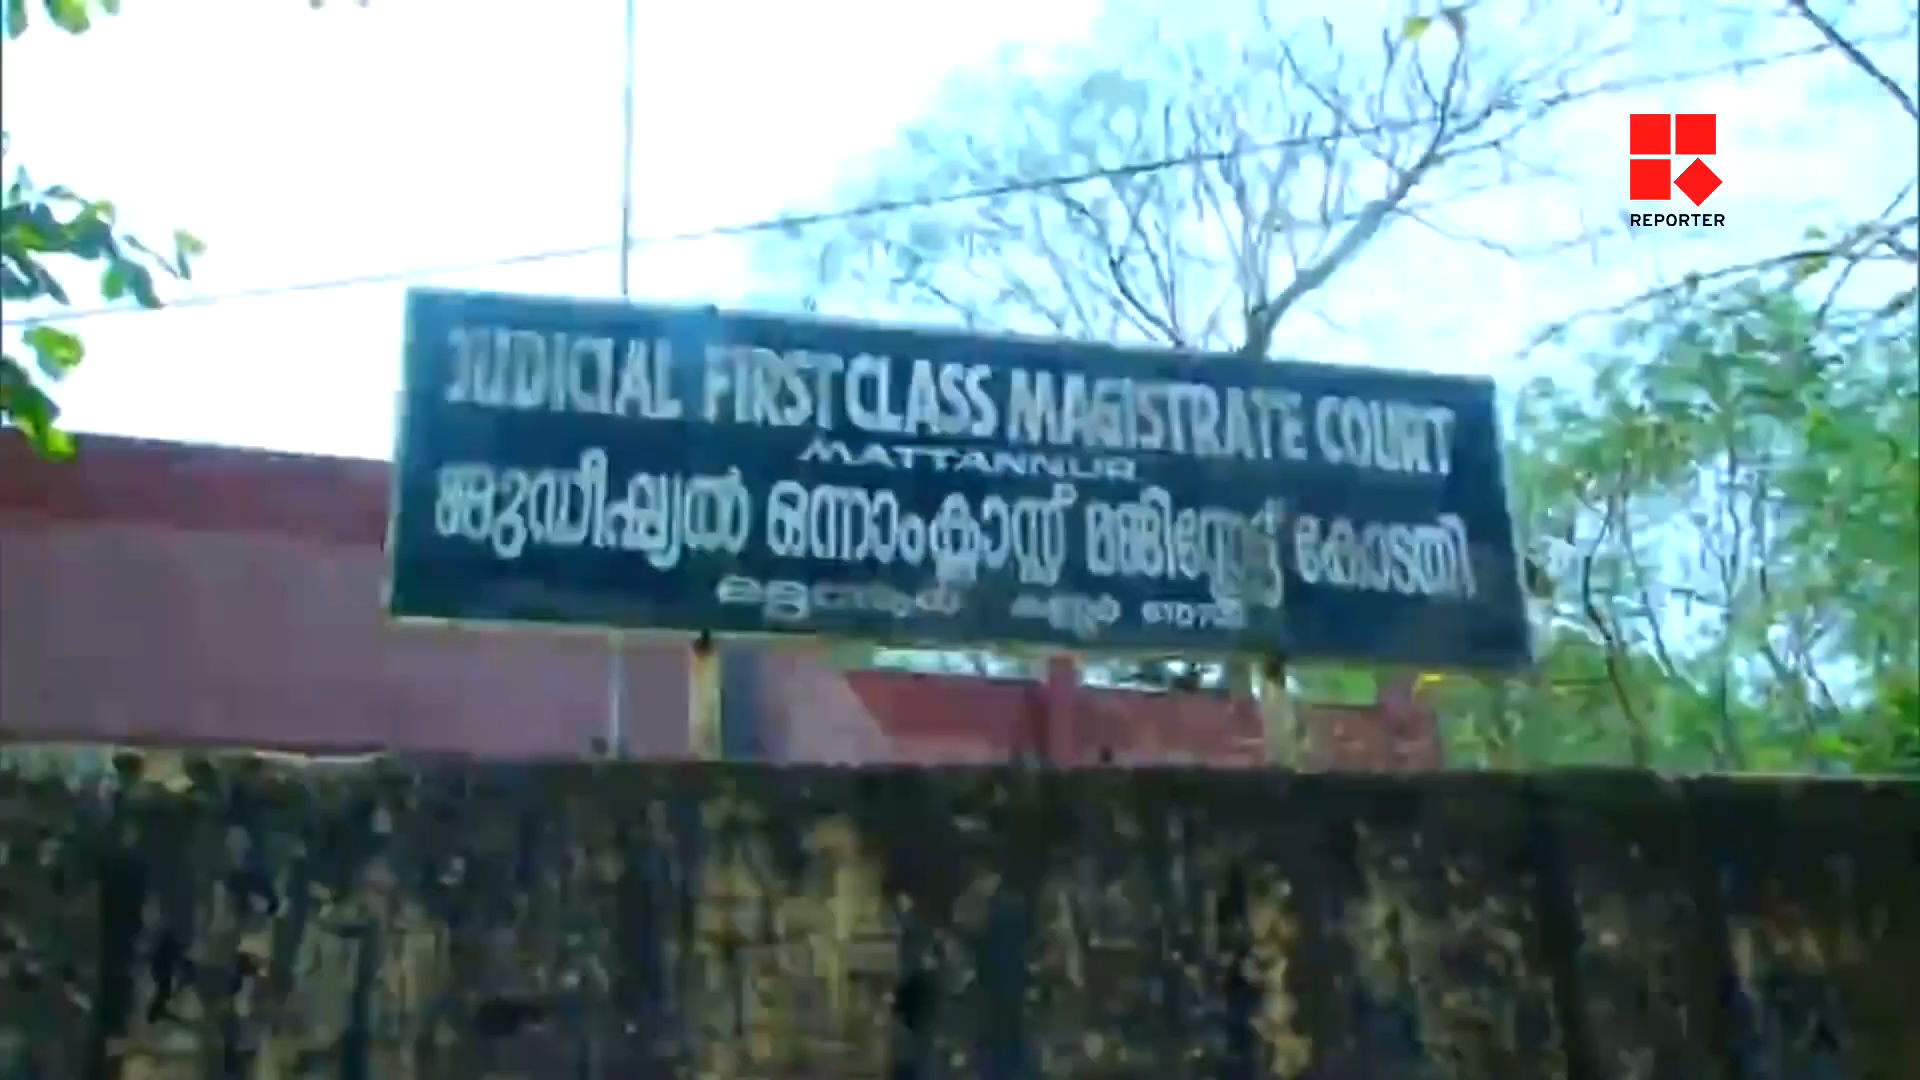 REPORTER
JUDICIAL FIRST CLASS MAGISTRATE COURT
MATTANNUR
ജുഡീഷ്യൽ ഒന്നാംക്ലാസ്സ് മജിസ്ട്രേട്ട് കോടതി